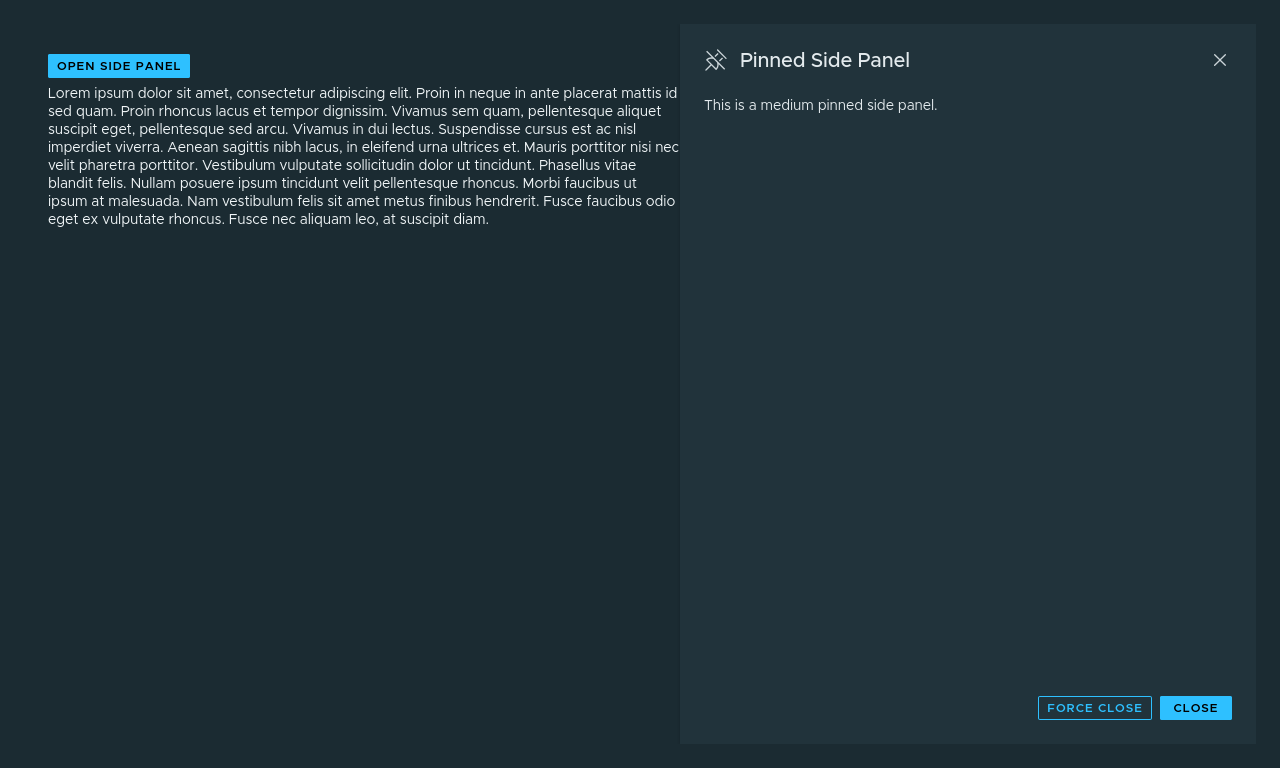 OPEN SIDE PANEL
Lorem ipsum dolor sit amet, consectetur adipiscing elit. Proin in neque in ante placerat mattis id
sed quam. Proin rhoncus lacus et tempor dignissim. Vivamus sem quam, pellentesque aliquet
suscipit eget, pellentesque sed arcu. Vivamus in dui lectus. Suspendisse cursus est ac nisl
imperdiet viverra. Aenean sagittis nibh lacus, in eleifend urna ultrices et. Mauris porttitor nisi nec
velit pharetra porttitor. Vestibulum vulputate sollicitudin dolor ut tincidunt. Phasellus vitae
blandit felis. Nullam posuere ipsum tincidunt velit pellentesque rhoncus. Morbi faucibus ut
ipsum at malesuada. Nam vestibulum felis sit amet metus finibus hendrerit. Fusce faucibus odio
eget ex vulputate rhoncus. Fusce nec aliquam leo, at suscipit diam.
Pinned Side Panel
This is a medium pinned side panel.
FORCE CLOSE
CLOSE